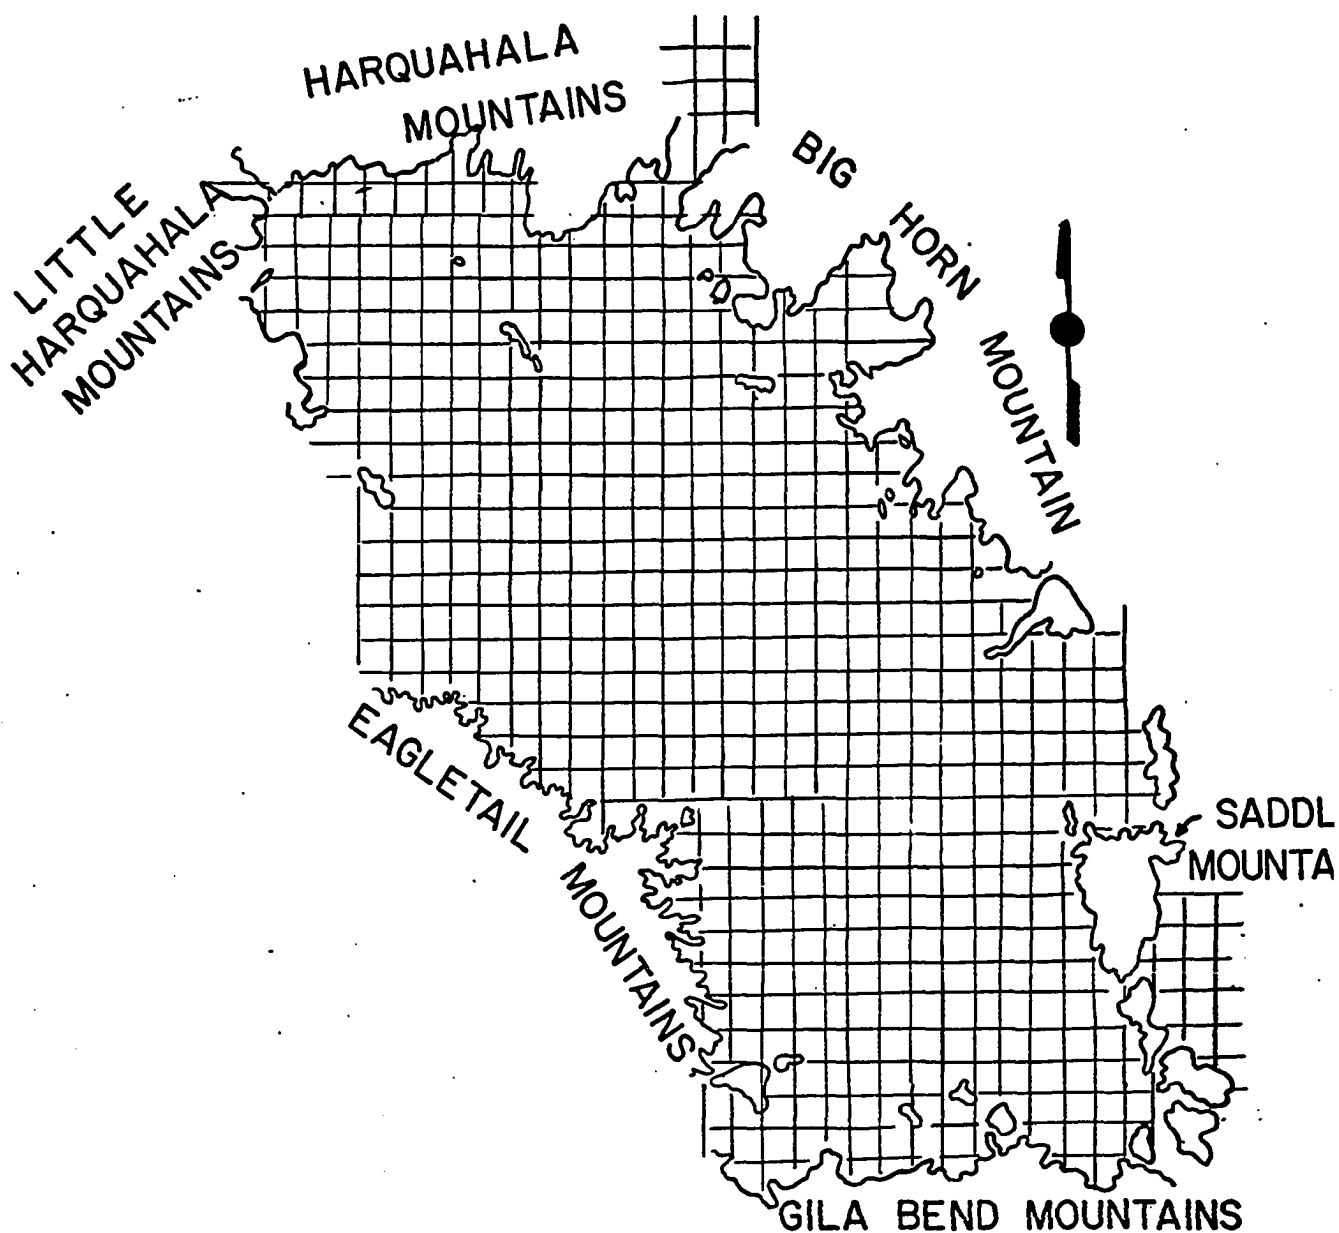 HARQUAHALA
MOUNTAINS
LITTLE
HARQUAHALA
MOUNTAINS
BIG
HORN
MOUNTAIN
EAGLETAIL
MOUNTAINS
SADDL
MOUNTA
GILA BEND MOUNTAINS